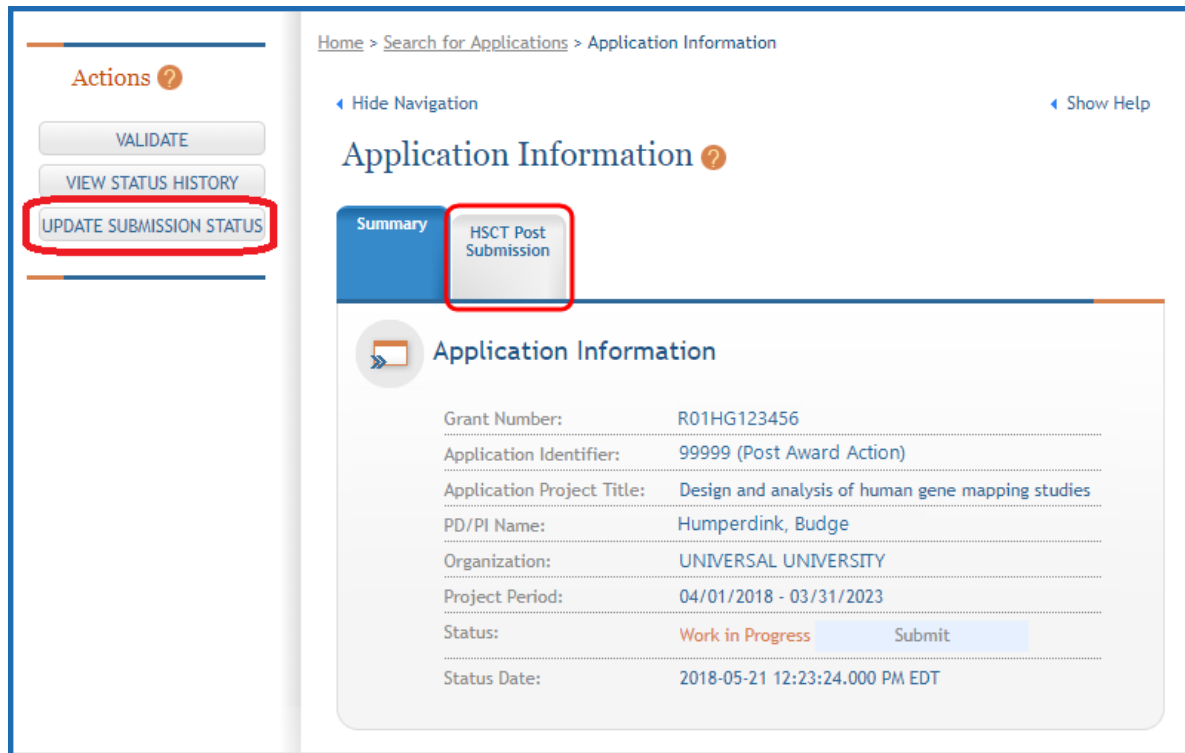 Home > Search for Applications > Application Information
Actions ?
Hide Navigation
Show Help
VALIDATE
VIEW STATUS HISTORY
UPDATE SUBMISSION STATUS
Application Information ?
Summary
HSCT Post
Submission
Application Information
Grant Number: R01HG123456
Application Identifier: 99999 (Post Award Action)
Application Project Title: Design and analysis of human gene mapping studies
PD/PI Name: Humperdink, Budge
Organization: UNIVERSAL UNIVERSITY
Project Period: 04/01/2018 - 03/31/2023
Status: Work in Progress Submit
Status Date: 2018-05-21 12:23:24.000 PM EDT